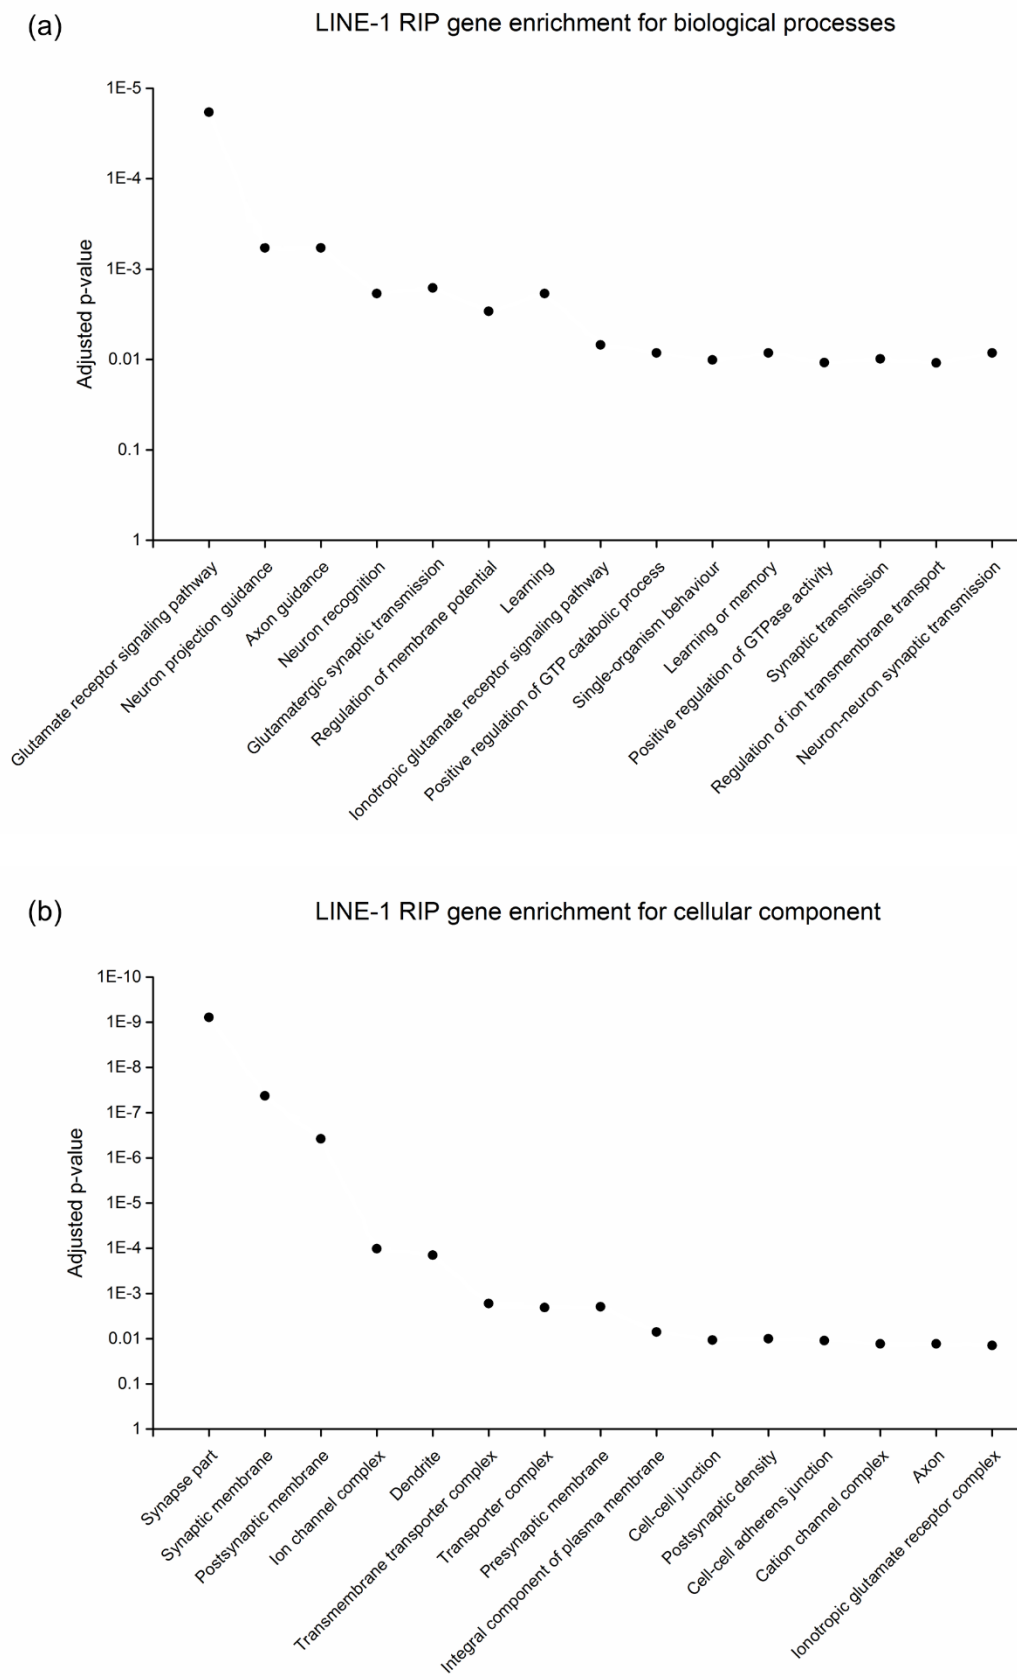 (a)
LINE-1 RIP gene enrichment for biological processes
Adjusted p-value
1E-5
1E-4
1E-3
0.01
0.1
1
Glutamate receptor signaling pathway
Neuron projection guidance
Axon guidance
Neuron recognition
Glutamatergic synaptic transmission
Regulation of membrane potential
Learning
Ionotropic glutamate receptor signaling pathway
Positive regulation of GTP catabolic process
Single-organism behaviour
Learning or memory
Positive regulation of GTPase activity
Synaptic transmission
Regulation of ion transmembrane transport
Neuron-neuron synaptic transmission
(b)
LINE-1 RIP gene enrichment for cellular component
Adjusted p-value
1E-10
1E-9
1E-8
1E-7
1E-6
1E-5
1E-4
1E-3
0.01
0.1
1
Synapse part
Synaptic membrane
Postsynaptic membrane
Ion channel complex
Dendrite
Transmembrane transporter complex
Transporter complex
Presynaptic membrane
Integral component of plasma membrane
Cell-cell junction
Postsynaptic density
Cell-cell adherens junction
Cation channel complex
Axon
Ionotropic glutamate receptor complex